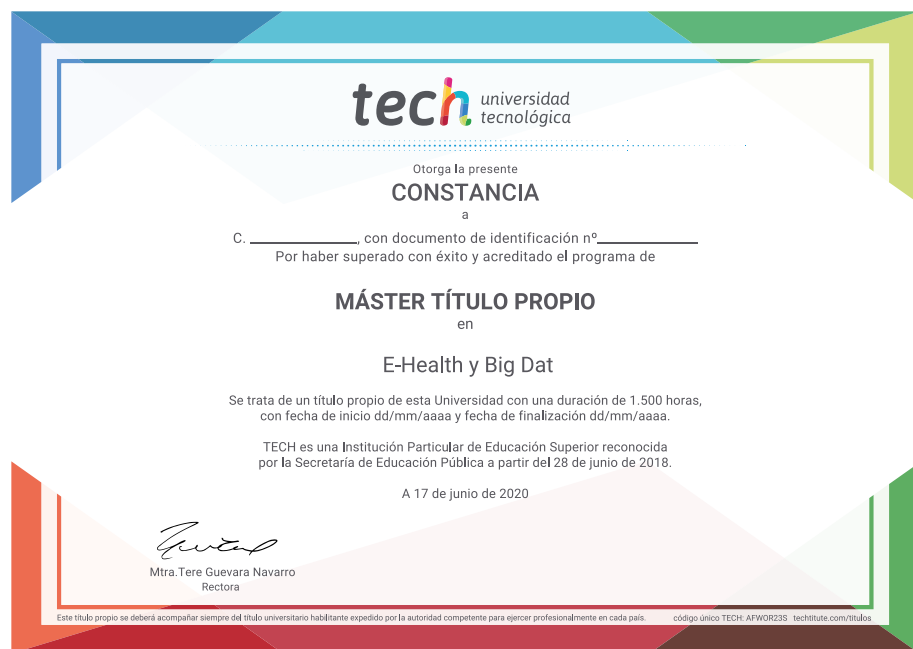 tech universidad
tecnológica
Otorga la presente
CONSTANCIA
a
C. ____________, con documento de identificación nº____________
Por haber superado con éxito y acreditado el programa de
MÁSTER TÍTULO PROPIO
en
E-Health y Big Dat
Se trata de un título propio de esta Universidad con una duración de 1.500 horas,
con fecha de inicio dd/mm/aaaa y fecha de finalización dd/mm/aaaa.
TECH es una Institución Particular de Educación Superior reconocida
por la Secretaría de Educación Pública a partir del 28 de junio de 2018.
A 17 de junio de 2020
Mtra.Tere Guevara Navarro
Rectora
Este título propio se deberá acompañar siempre del título universitario habilitante expedido por la autoridad competente para ejercer profesionalmente en cada país. código único TECH: AFWOR23S techtitute.com/títulos